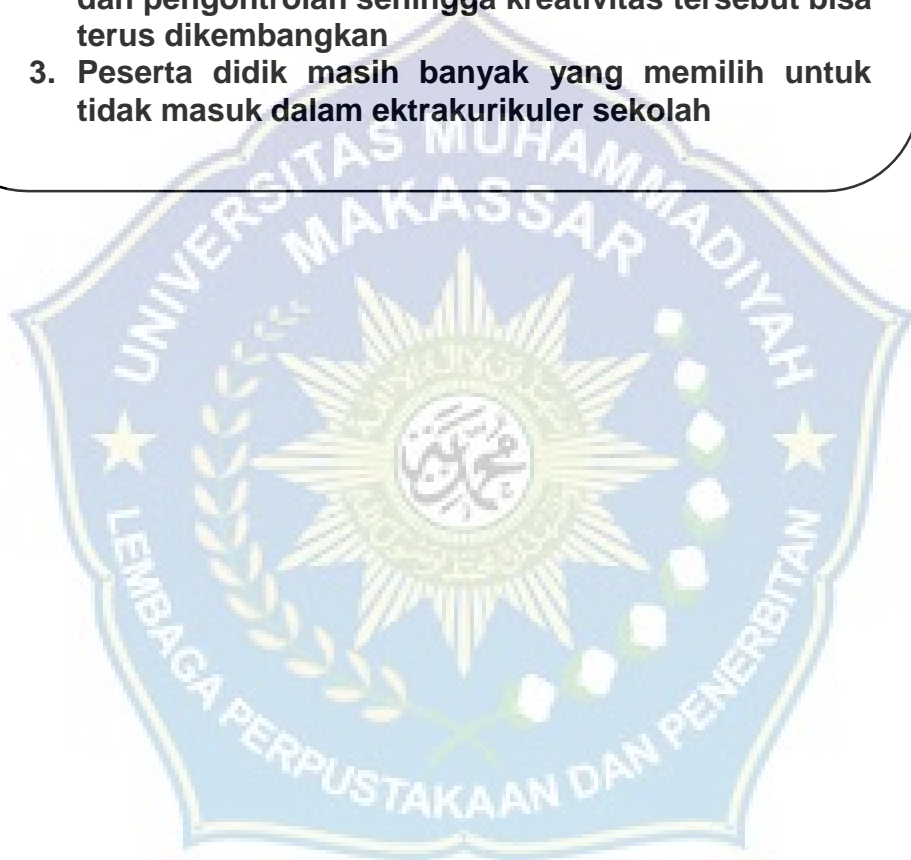 dan pengontrolan sehingga kreativitas tersebut bisa
terus dikembangkan
3. Peserta didik masih banyak yang memilih untuk
tidak masuk dalam ektrakurikuler sekolah
UNIVERSITAS MUHAMMADIYAH
MAKASSAR
محمدية
LEMBAGA PERPUSTAKAAN DAN PENERBITAN